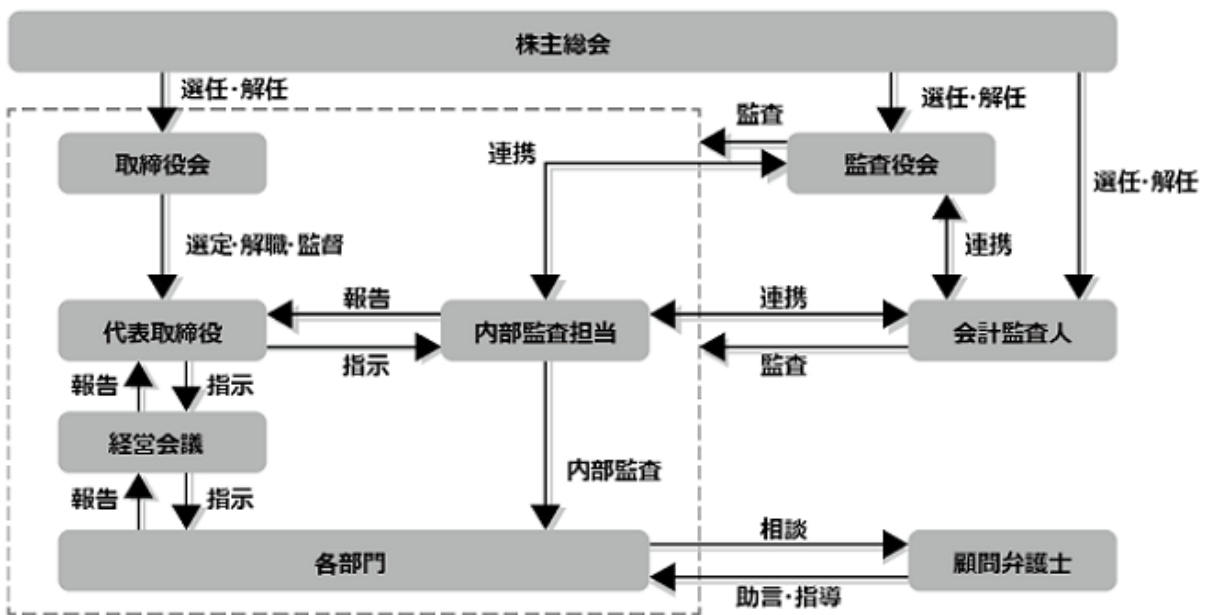 株主総会
選任・解任
選任・解任
監査
連携
取締役会
監査役会
選任・解任
選定・解職・監督
連携
報告
連携
代表取締役
内部監査担当
会計監査人
指示
監査
報告
指示
経営会議
内部監査
報告
指示
相談
各部門
顧問弁護士
助言・指導